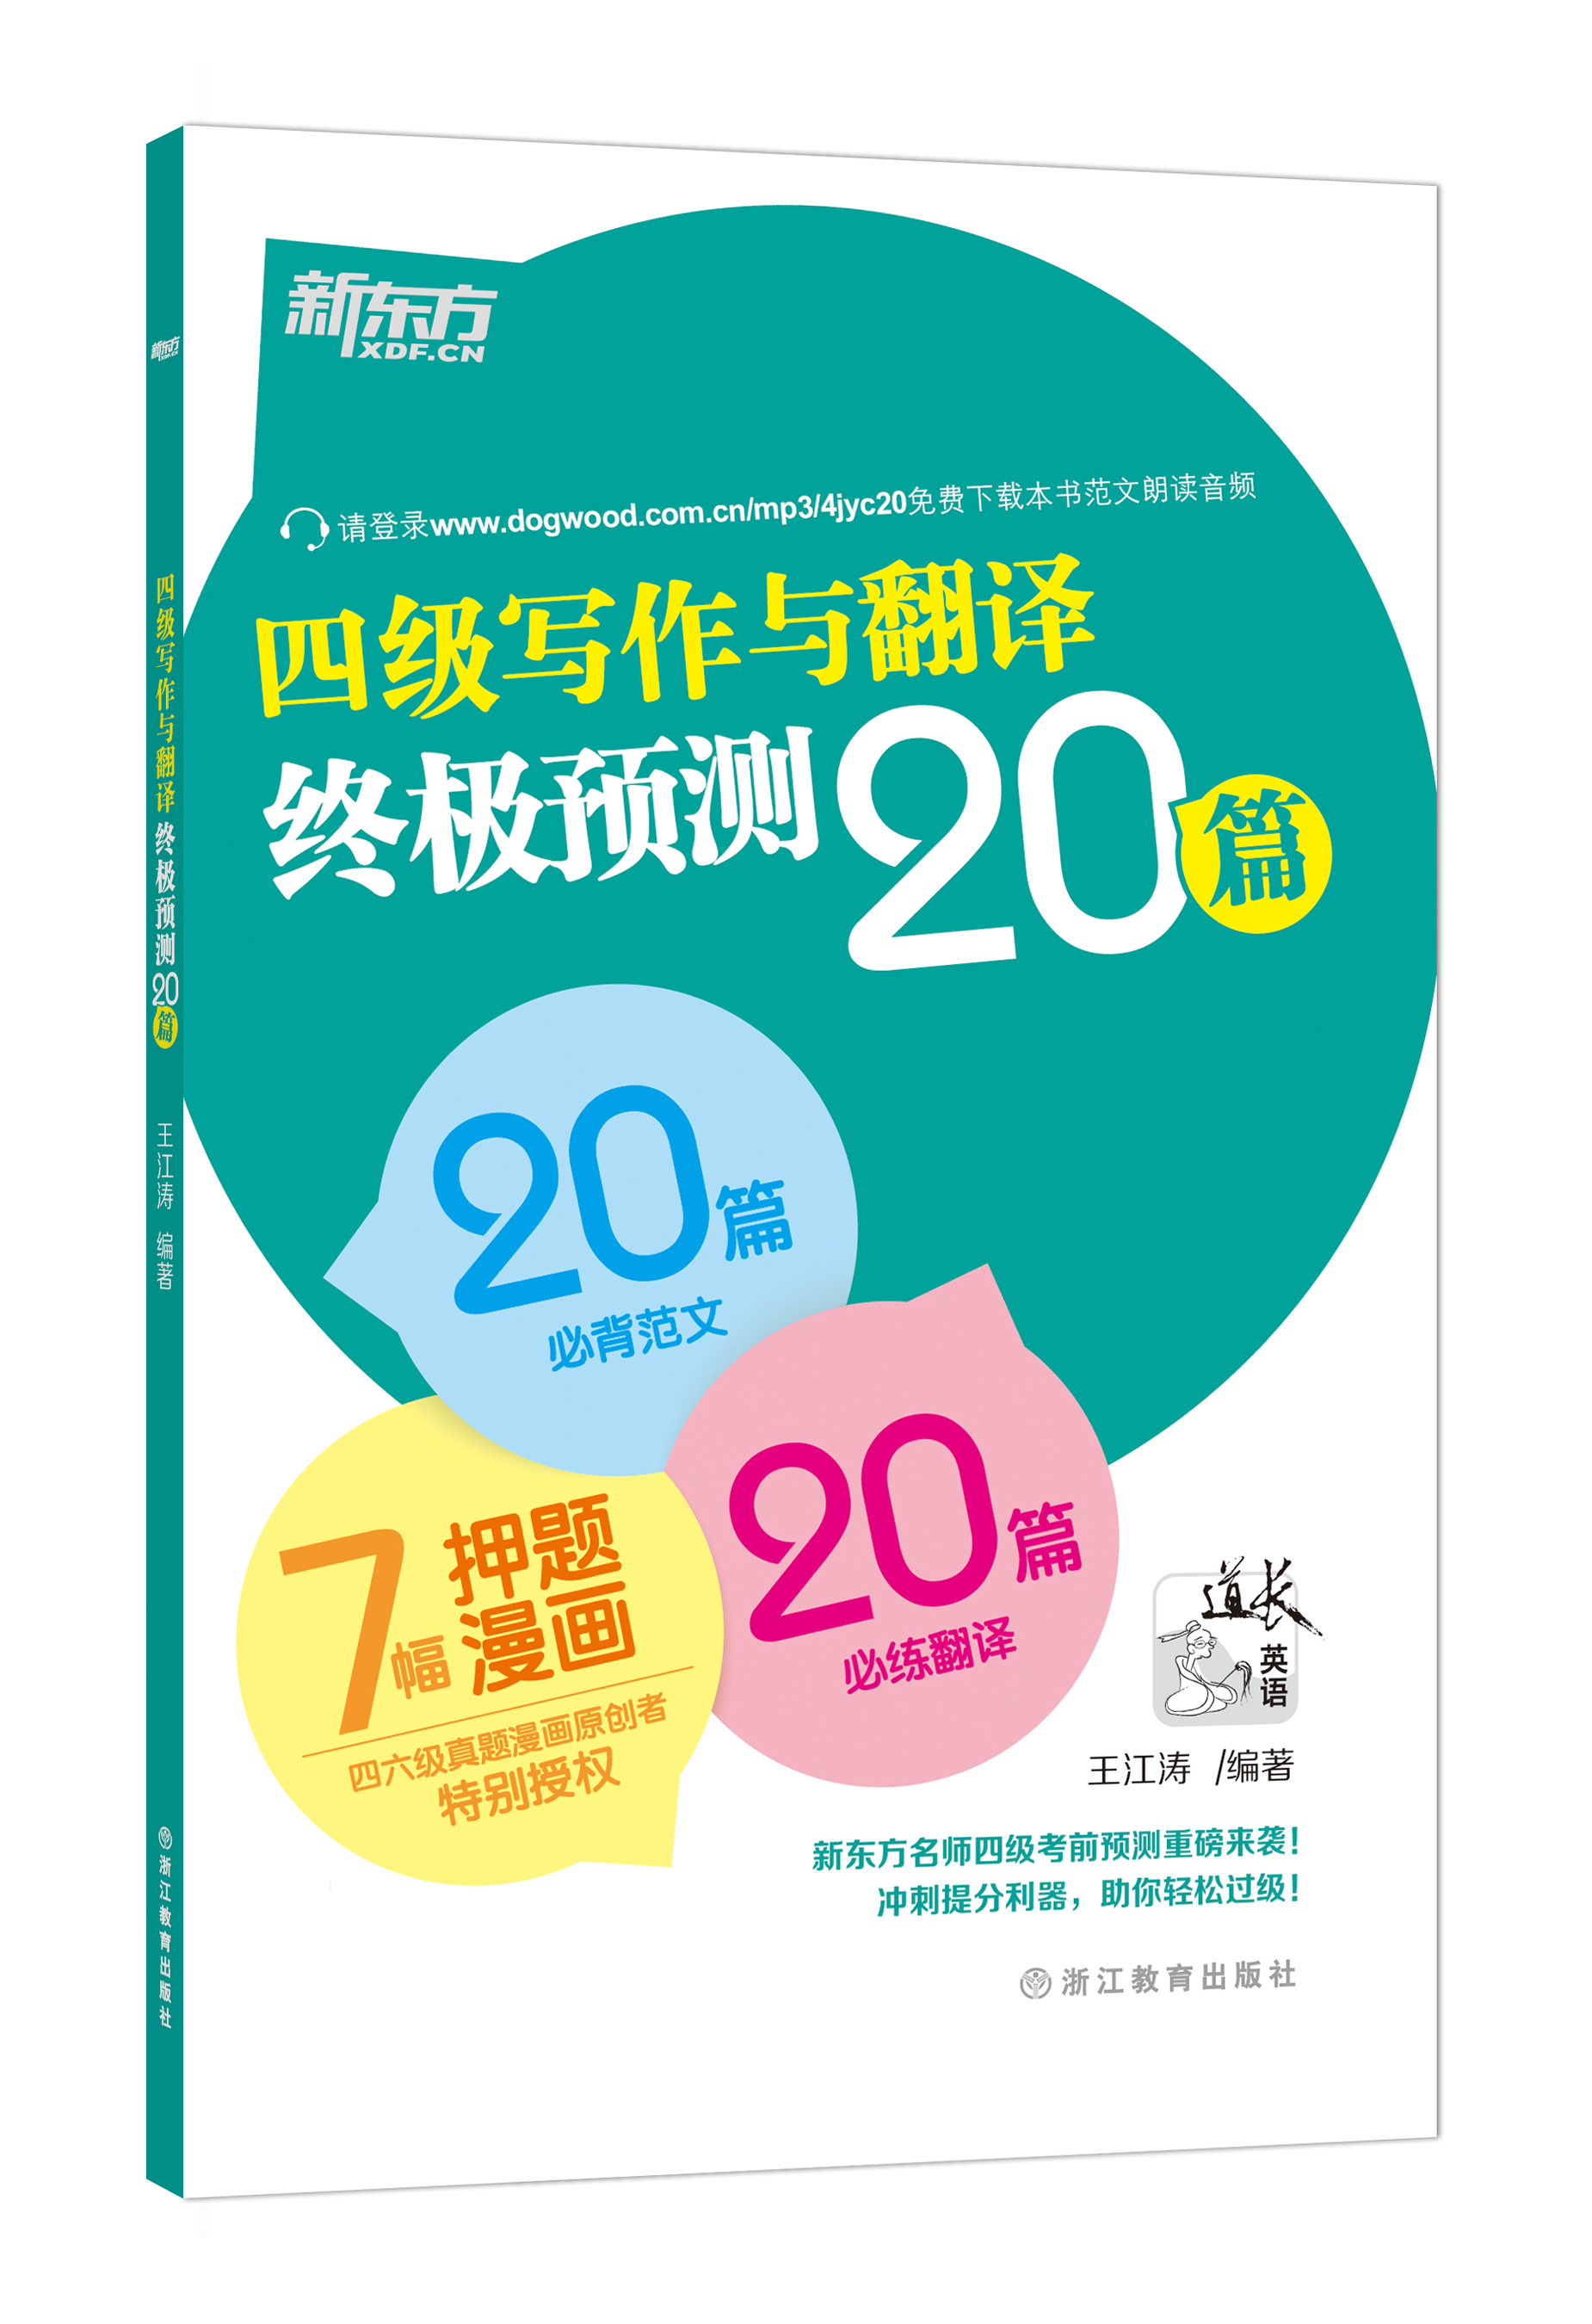 新东方
XDF.CN
请登录www.dogwood.com.cn/mp3/4jyc20免费下载本书范文朗读音频
四级写作与翻译
终极预测20篇
20篇
必背范文
20篇
必练翻译
7幅押题漫画
四六级真题漫画原创者
特别授权
道长
英语
王江涛 /编著
新东方名师四级考前预测重磅来袭!
冲刺提分利器，助你轻松过级!
浙江教育出版社
新东方
XDF.CN
四级写作与翻译终极预测20篇
王江涛 编著
浙江教育出版社